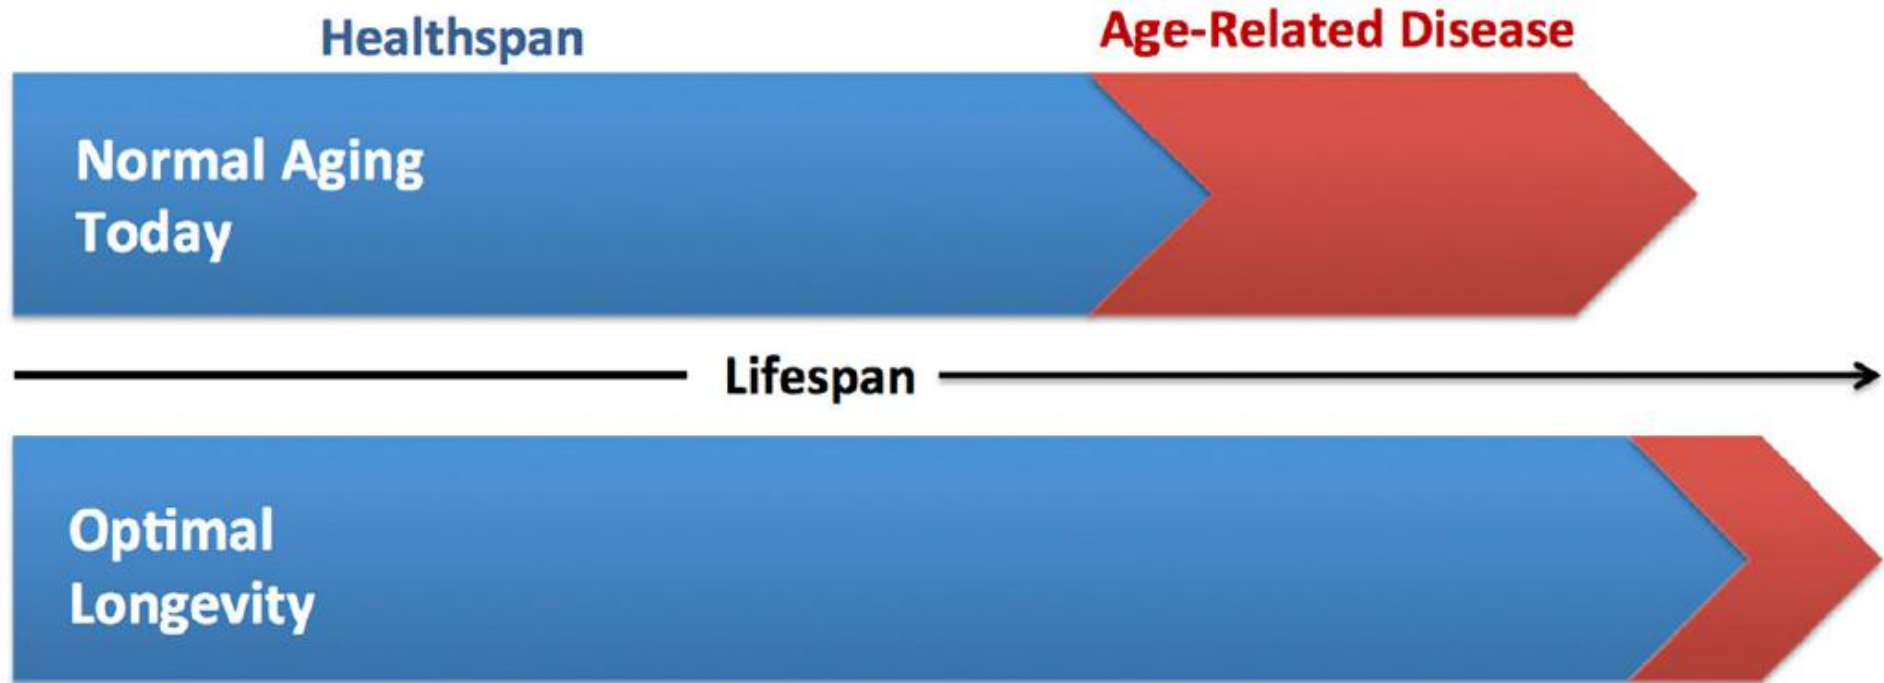 Healthspan
Age-Related Disease
Normal Aging
Today
Lifespan
Optimal
Longevity